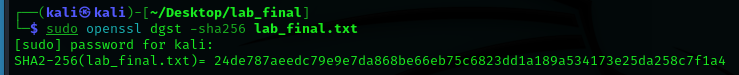 ┌──(kali㉿kali)-[~/Desktop/lab_final]
└─$ sudo openssl dgst -sha256 lab_final.txt
[sudo] password for kali:
SHA2-256(lab_final.txt)= 24de787aeedc79e9e7da868be66eb75c6823dd1a189a534173e25da258c7f1a4